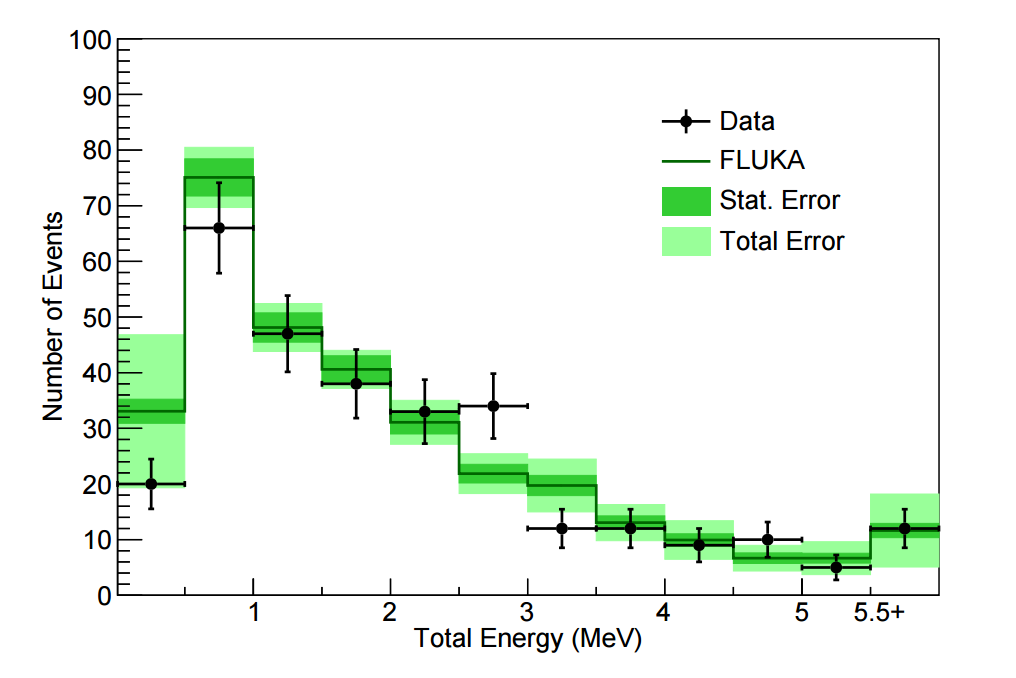 100
90
80
70
60
50
40
30
20
10
0
Number of Events
Data
FLUKA
Stat. Error
Total Error
1 2 3 4 5 5.5+
Total Energy (MeV)